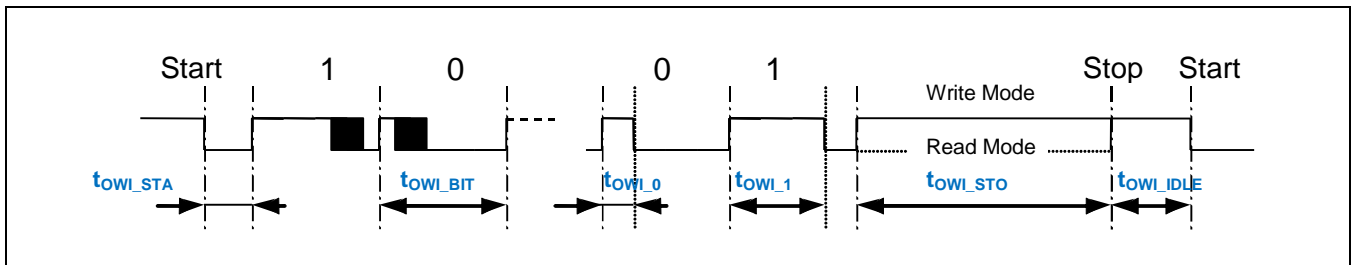 Start 1 0 0 1 Stop Start
Write Mode
Read Mode
tOWI_STA tOWI_BIT tOWI_0 tOWI_1 tOWI_STO tOWI_IDLE